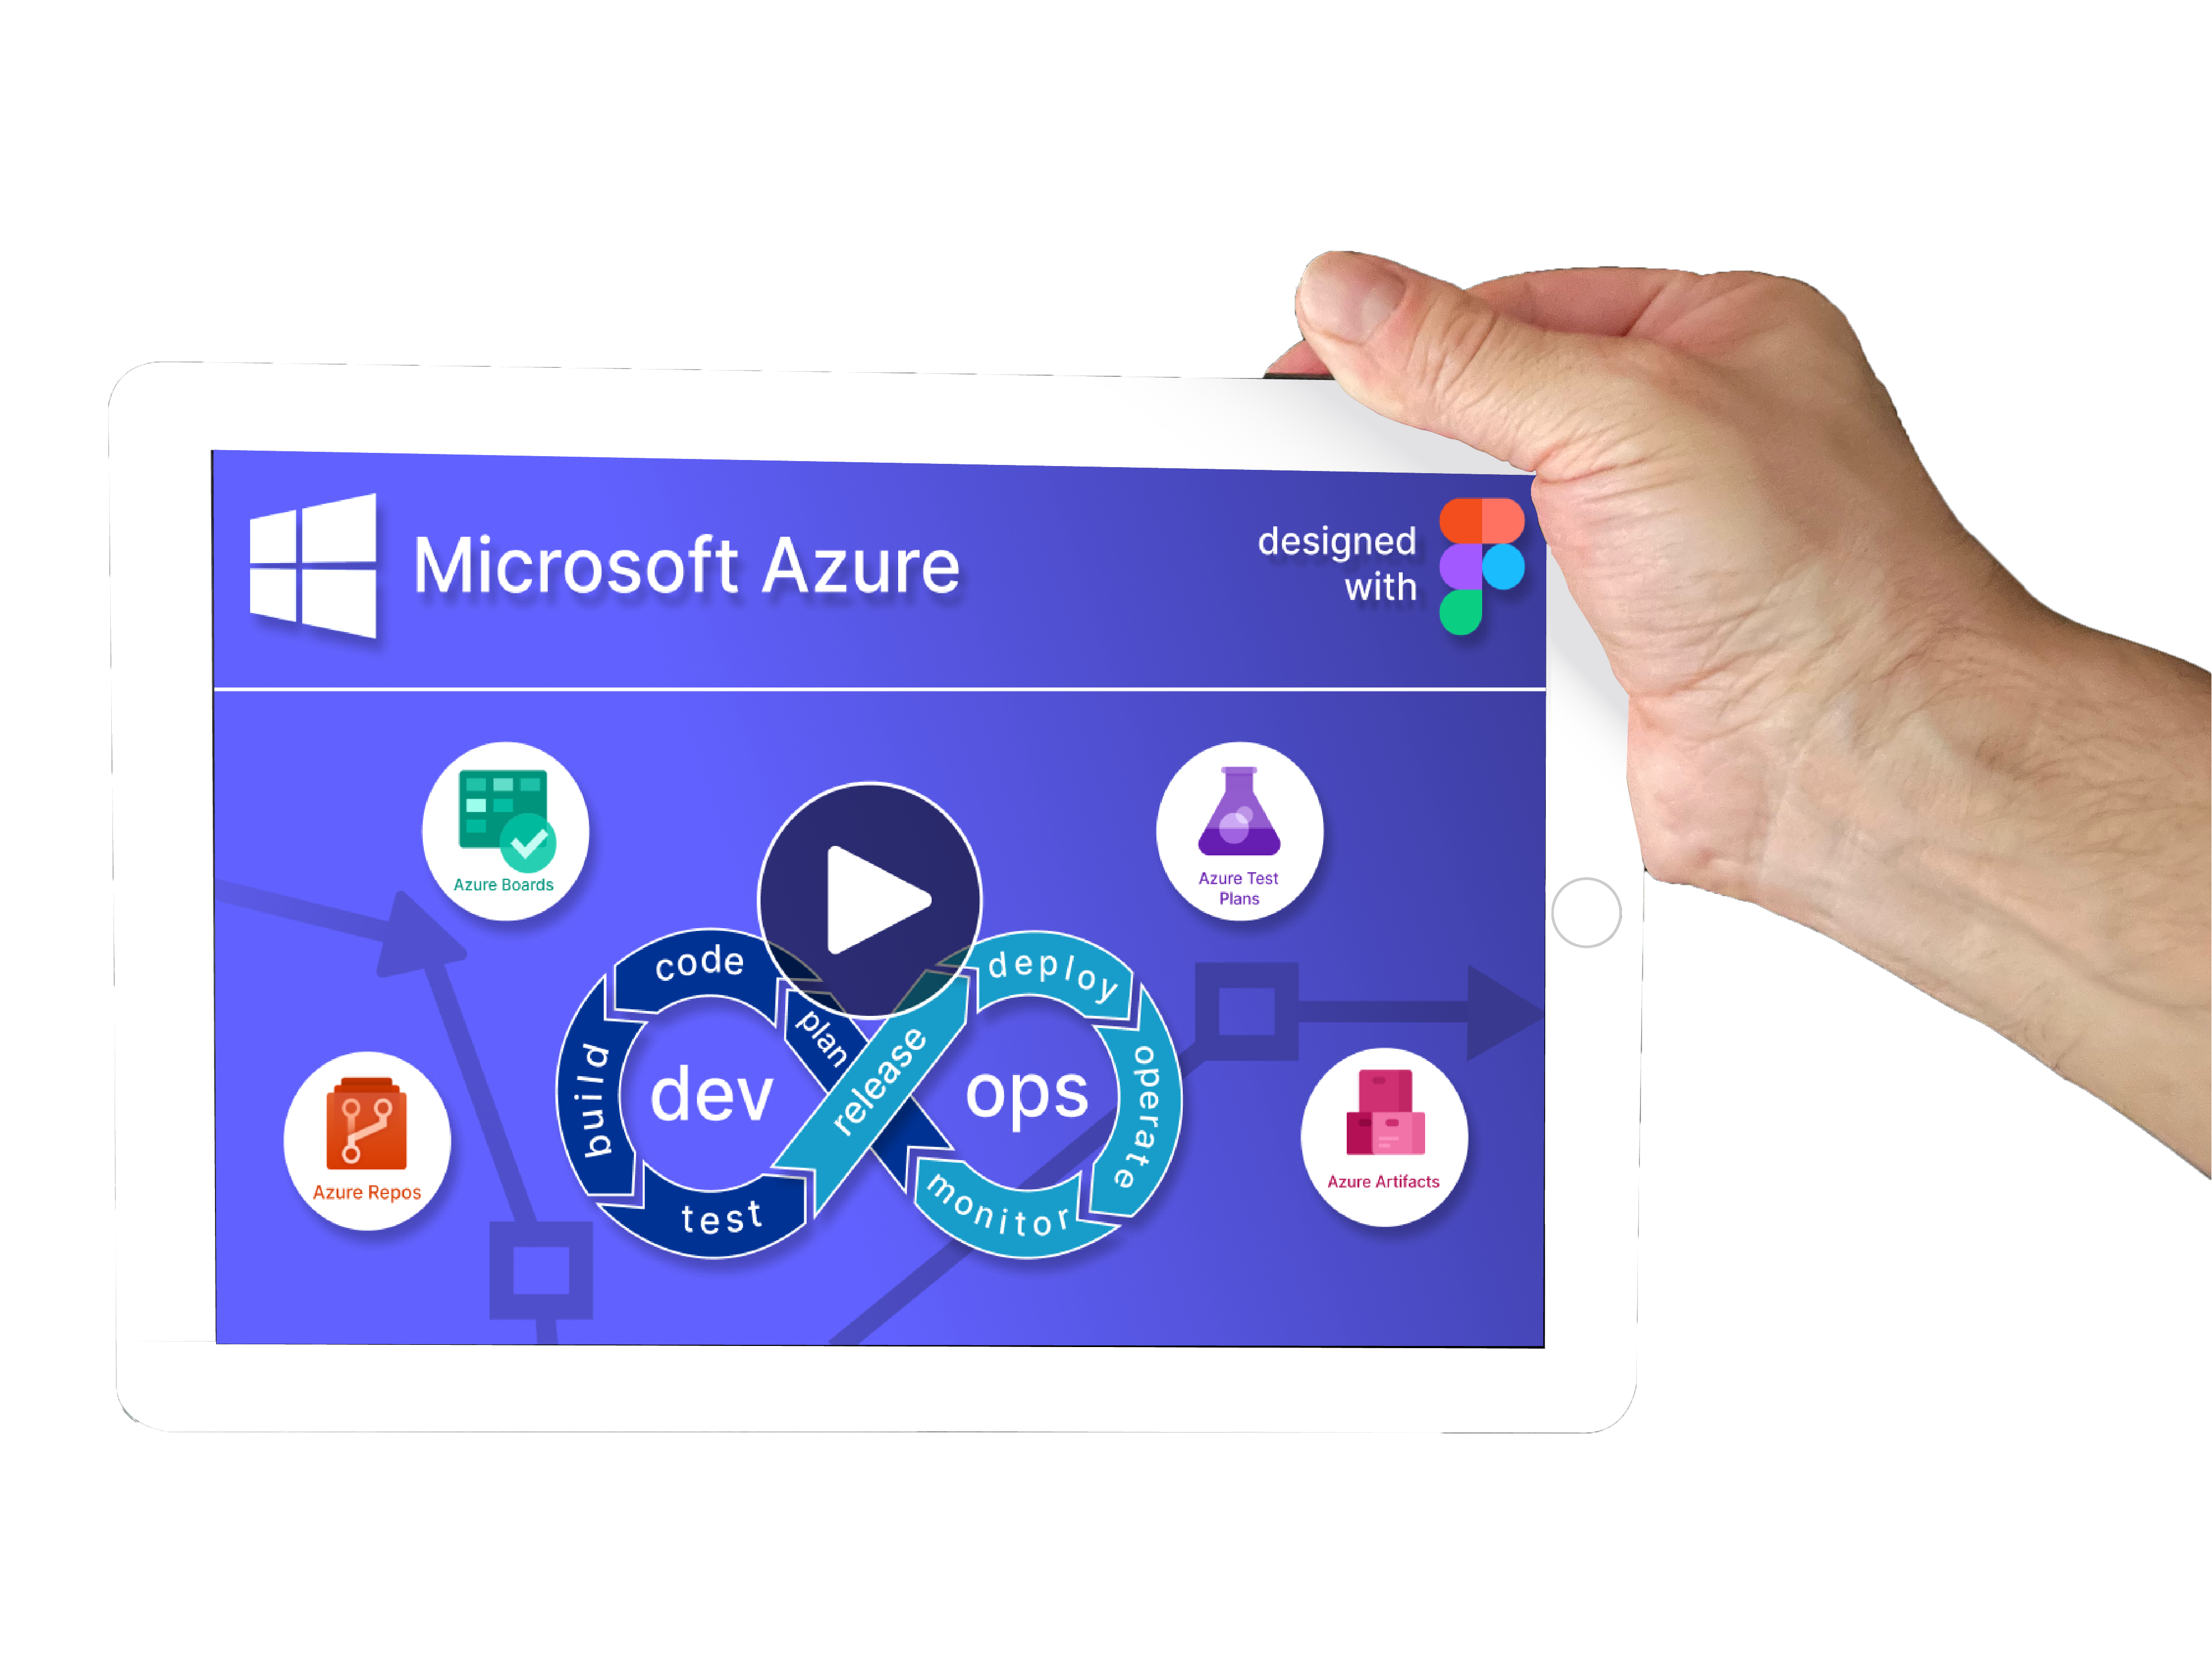 Microsoft Azure
designed
with
Azure Boards
Azure Test
Plans
code
plan
build
dev
test
release
deploy
ops
operate
monitor
Azure Repos
Azure Artifacts